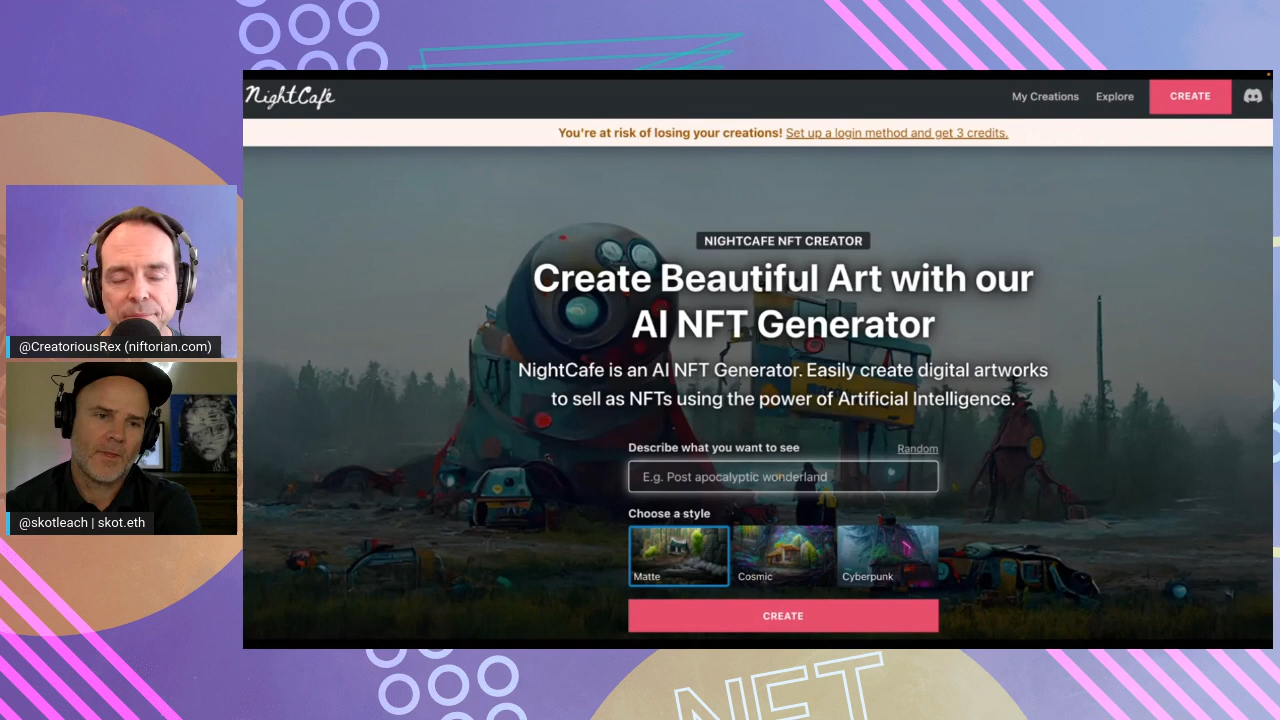 NightCafé
My Creations
Explore
CREATE
You're at risk of losing your creations! Set up a login method and get 3 credits.
NIGHTCAFE NFT CREATOR
Create Beautiful Art with our
AI NFT Generator
NightCafe is an AI NFT Generator. Easily create digital artworks
to sell as NFTs using the power of Artificial Intelligence.
Describe what you want to see
Random
E.g. Post apocalyptic wonderland
Choose a style
Matte
Cosmic
Cyberpunk
CREATE
@CreatoriousRex (niftorian.com)
@skotleach | skot.eth
NFT